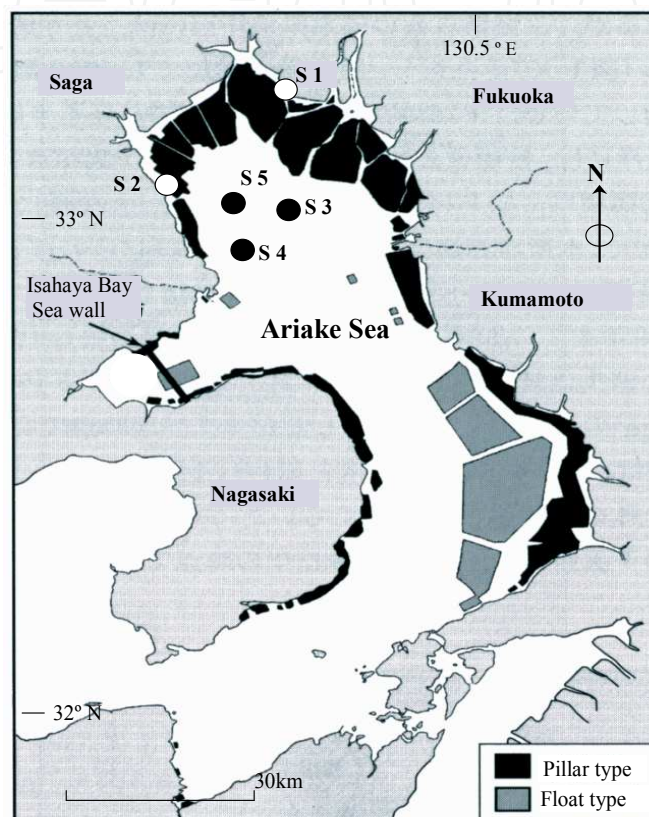 130.5 º E
Saga
S 1
Fukuoka
S 2
S 5
S 3
N
33º N
S 4
Isahaya Bay
Sea wall
Ariake Sea
Kumamoto
Nagasaki
32º N
30km
Pillar type
Float type